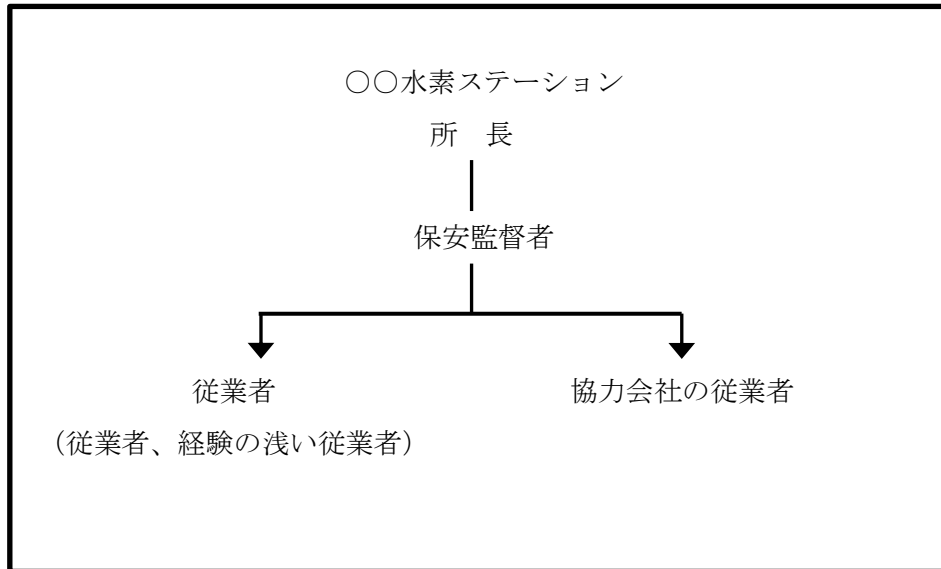 ○○水素ステーション
所　長
保安監督者
従業者
協力会社の従業者
（従業者、経験の浅い従業者）